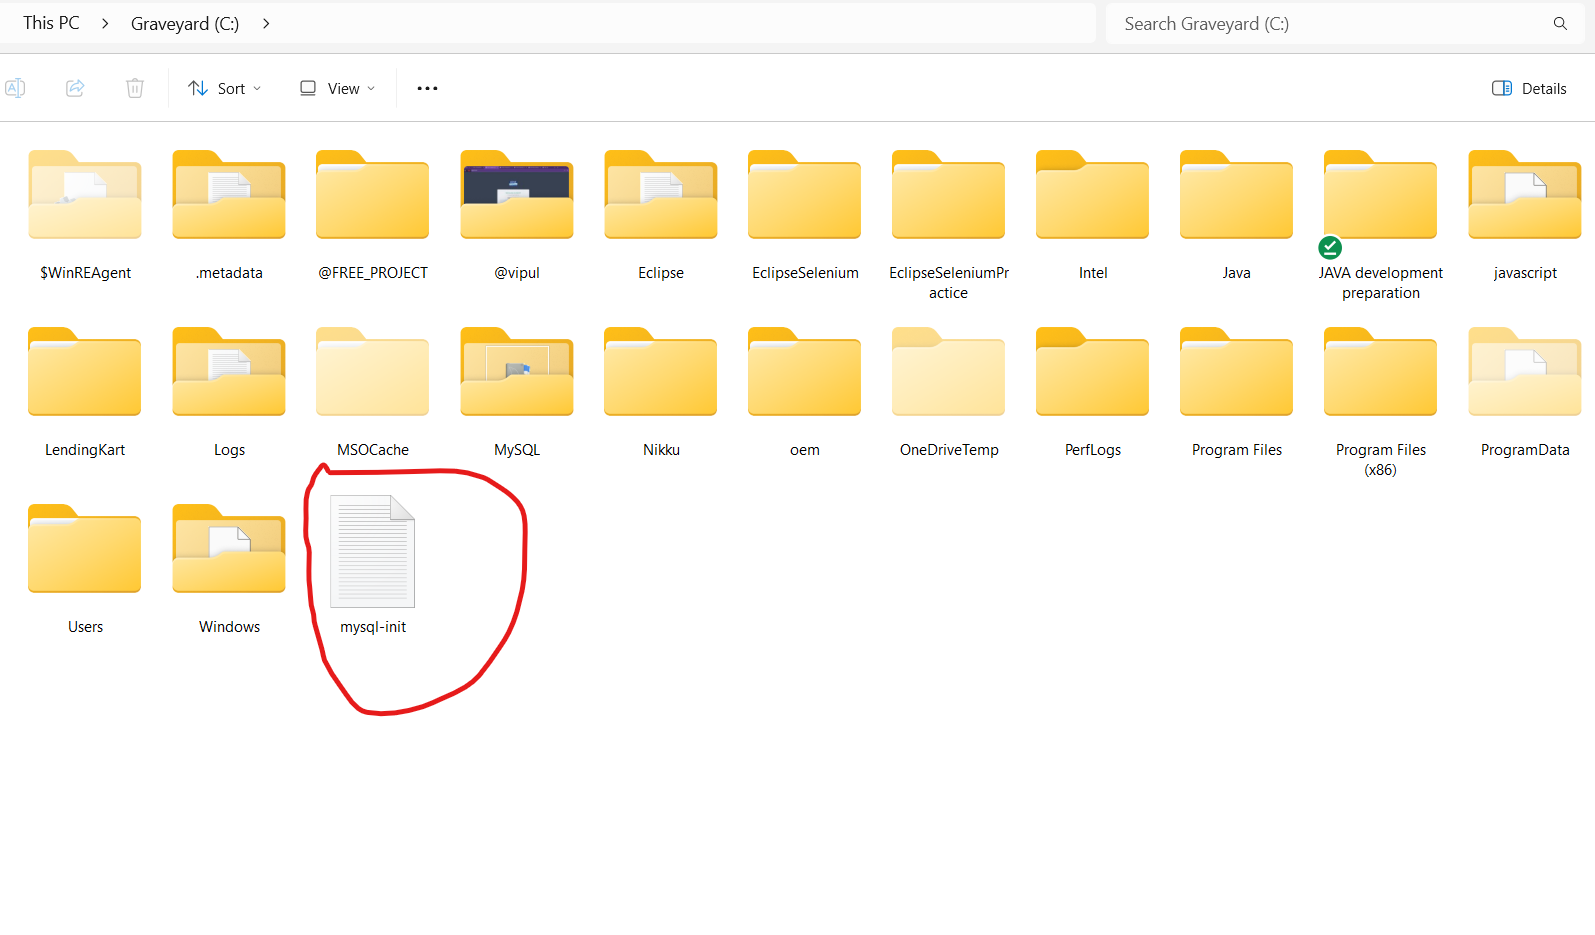 This PC > Graveyard (C:) >
Search Graveyard (C:)
Sort
View
Details
$WinREAgent
.metadata
@FREE_PROJECT
@vipul
Eclipse
EclipseSelenium
EclipseSeleniumPr
actice
Intel
Java
JAVA development
preparation
javascript
LendingKart
Logs
MSOCache
MySQL
Nikku
oem
OneDriveTemp
PerfLogs
Program Files
Program Files
(x86)
ProgramData
Users
Windows
mysql-init